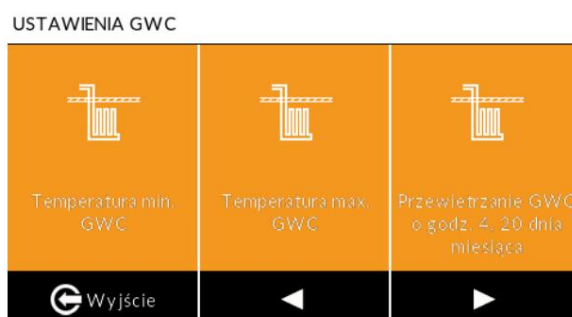 USTAWIENIA GWC
Temperatura min.
GWC
Temperatura max.
GWC
Przewietrzanie GWC
o godz. 4, 20 dnia
miesiąca
Wyjście